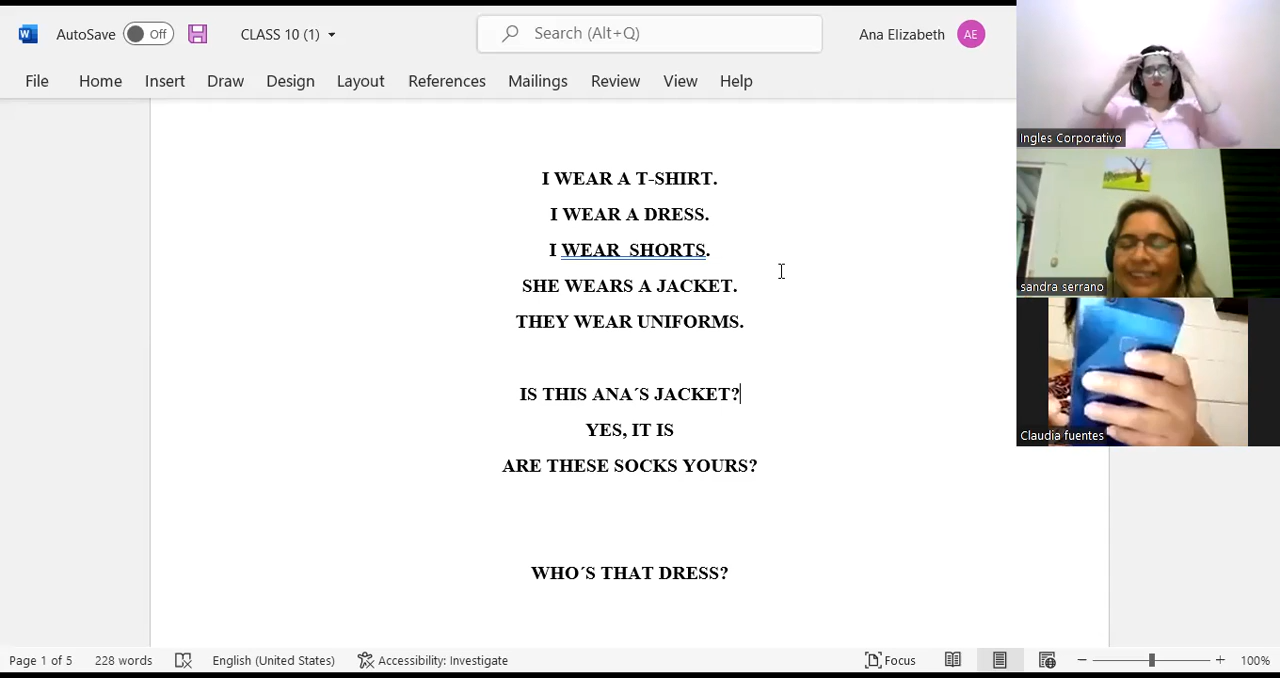 AutoSave Off CLASS 10 (1) Search (Alt+Q) Ana Elizabeth AE
File Home Insert Draw Design Layout References Mailings Review View Help
I WEAR A T-SHIRT.
I WEAR A DRESS.
I WEAR  SHORTS.
SHE WEARS A JACKET.
THEY WEAR UNIFORMS.
IS THIS ANA´S JACKET?
YES, IT IS
ARE THESE SOCKS YOURS?
WHO´S THAT DRESS?
Ingles Corporativo
sandra serrano
Claudia fuentes
Page 1 of 5 228 words English (United States) Accessibility: Investigate Focus 100%